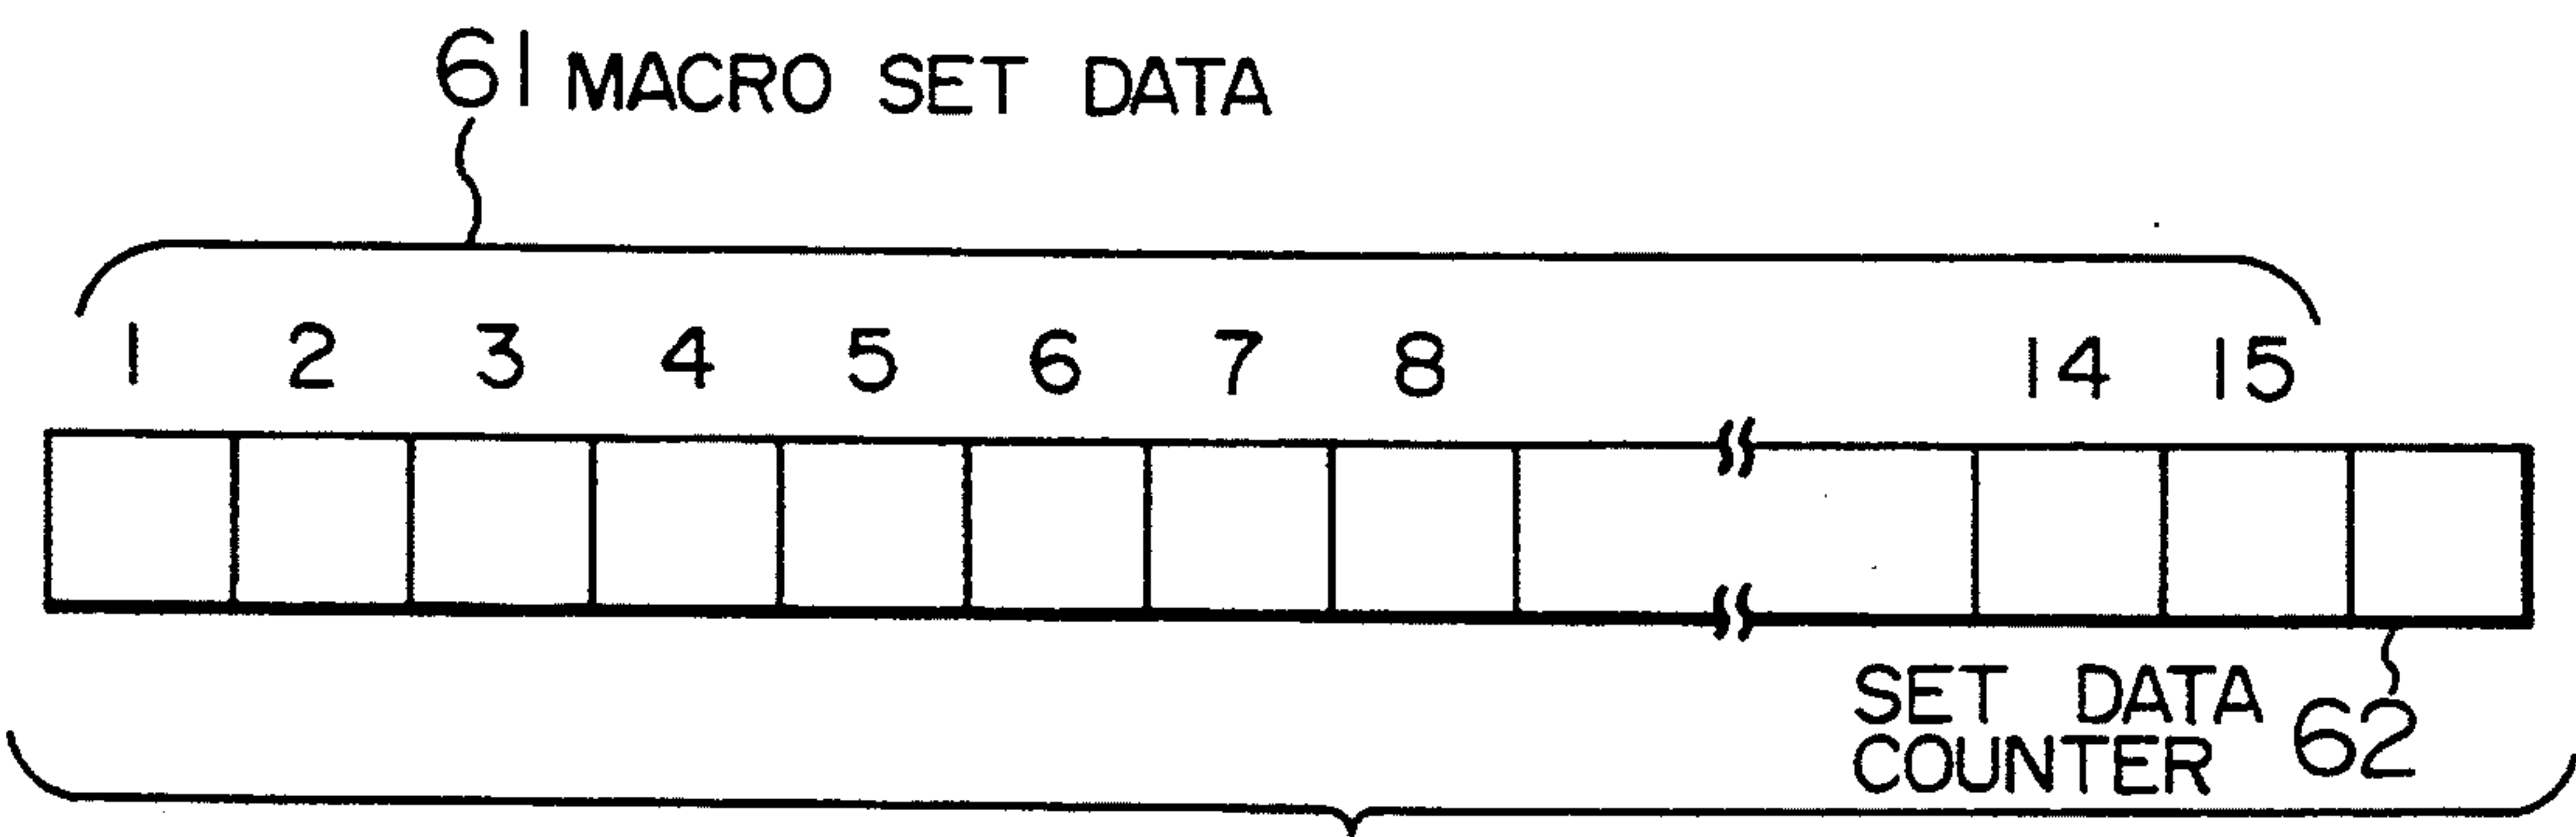 61 MACRO SET DATA
1 2 3 4 5 6 7 8 14 15
SET DATA
COUNTER 62